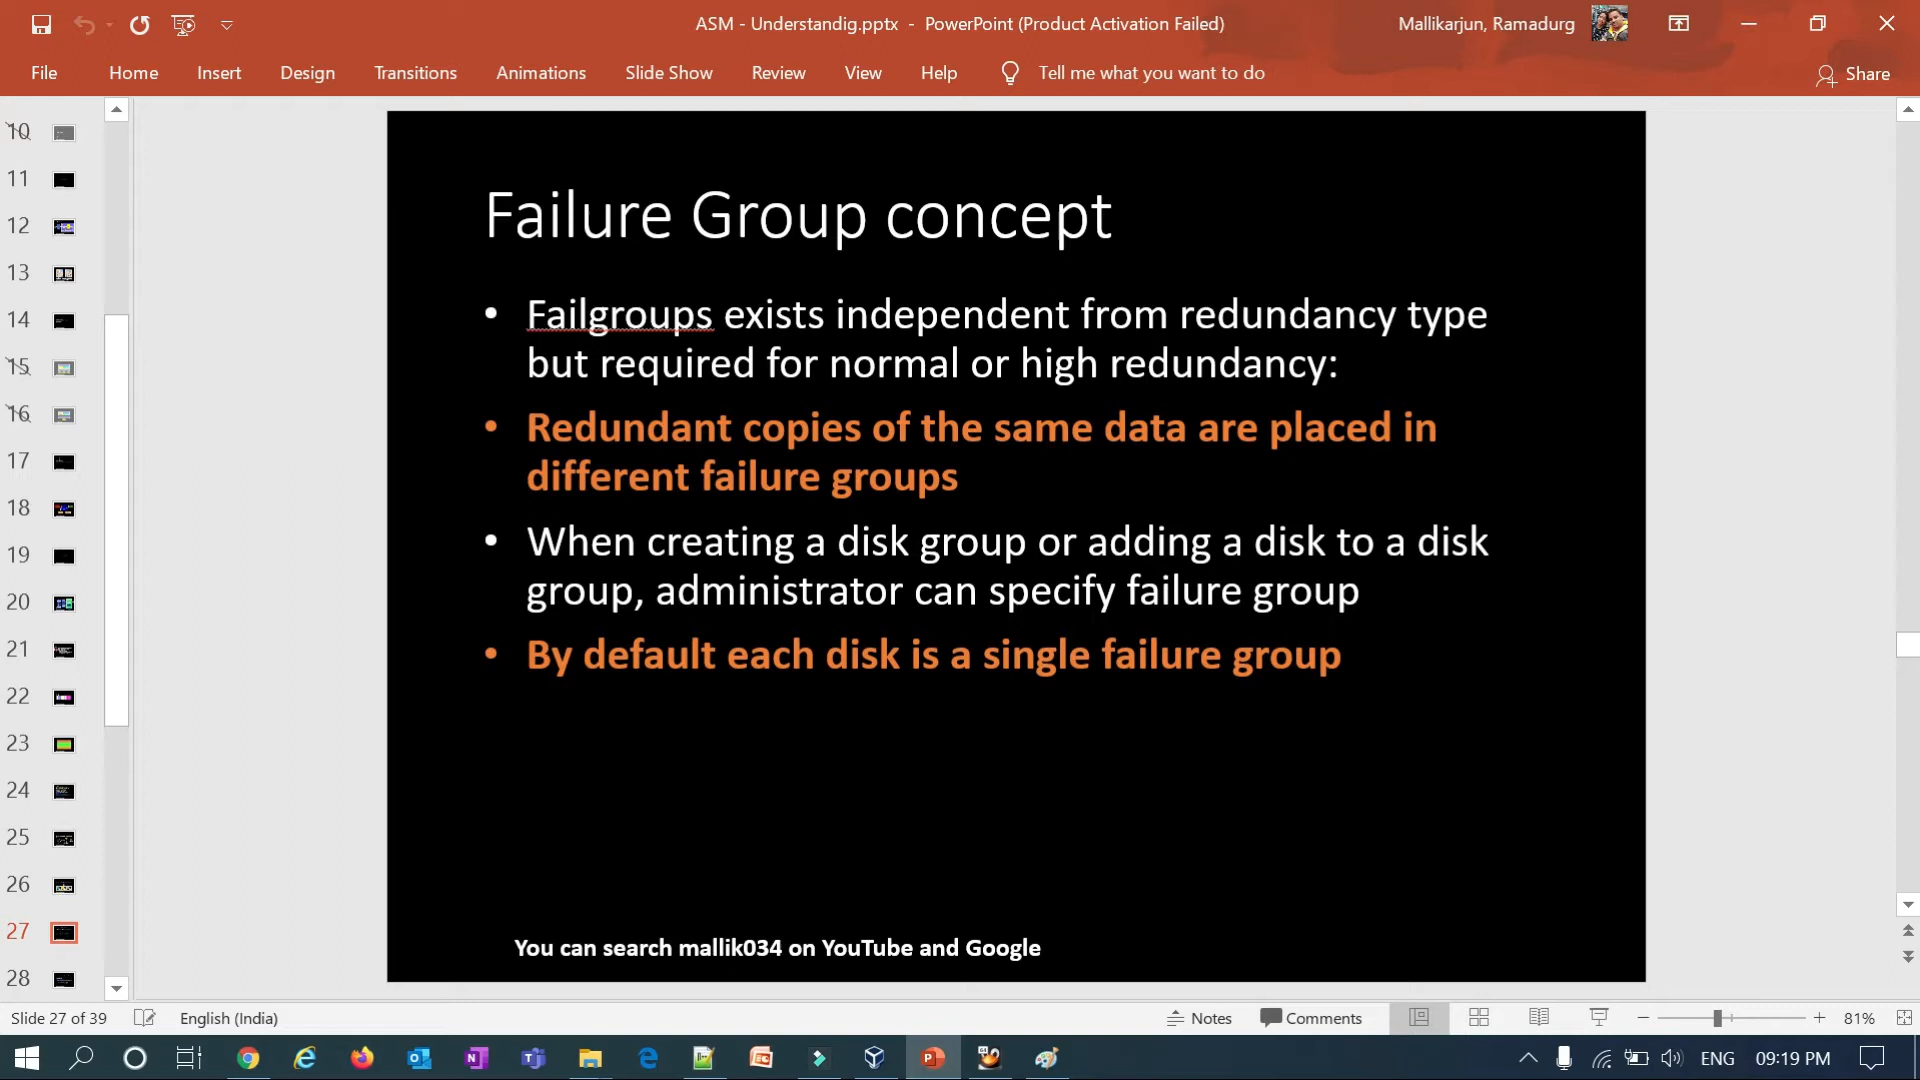 ASM - Understandig.pptx - PowerPoint (Product Activation Failed)
Mallikarjun, Ramadurg
File Home Insert Design Transitions Animations Slide Show Review View Help Tell me what you want to do
Share
10
11
12
13
14
15
16
17
18
19
20
21
22
23
24
25
26
27
28
Failure Group concept
• Failgroups exists independent from redundancy type
but required for normal or high redundancy:
• Redundant copies of the same data are placed in
different failure groups
• When creating a disk group or adding a disk to a disk
group, administrator can specify failure group
• By default each disk is a single failure group
You can search mallik034 on YouTube and Google
Slide 27 of 39 English (India) Notes Comments 81%
ENG 09:19 PM